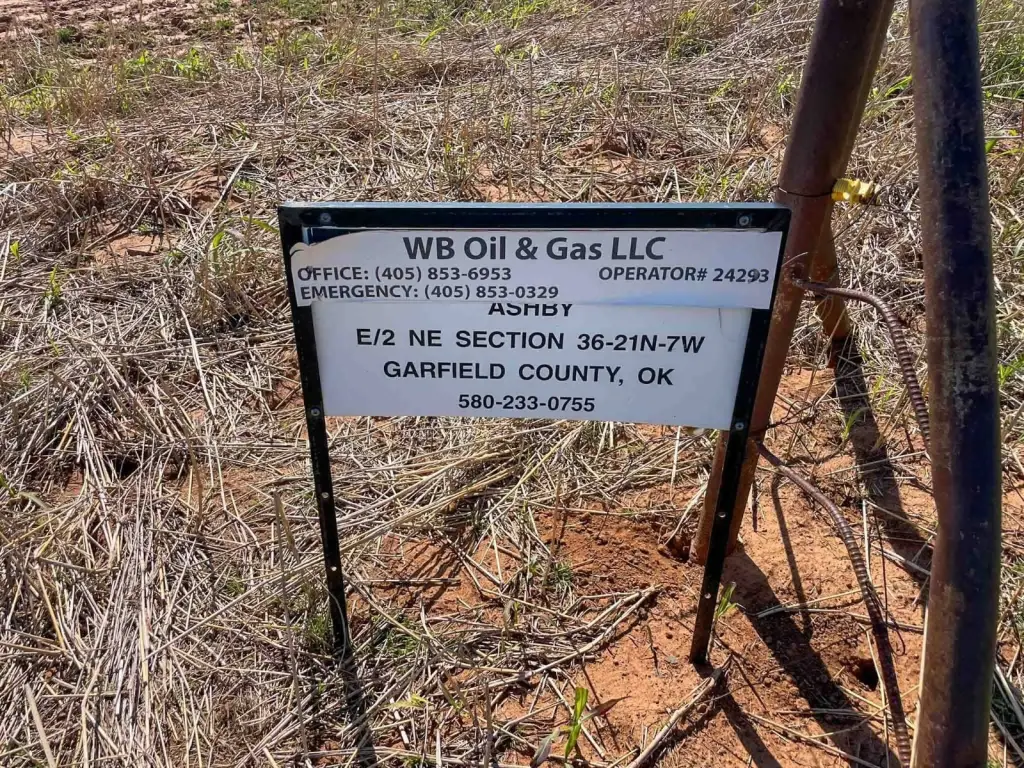 WB Oil & Gas LLC
OFFICE: (405) 853-6953 OPERATOR# 24293
EMERGENCY: (405) 853-0329
ASHBY
E/2 NE SECTION 36-21N-7W
GARFIELD COUNTY, OK
580-233-0755